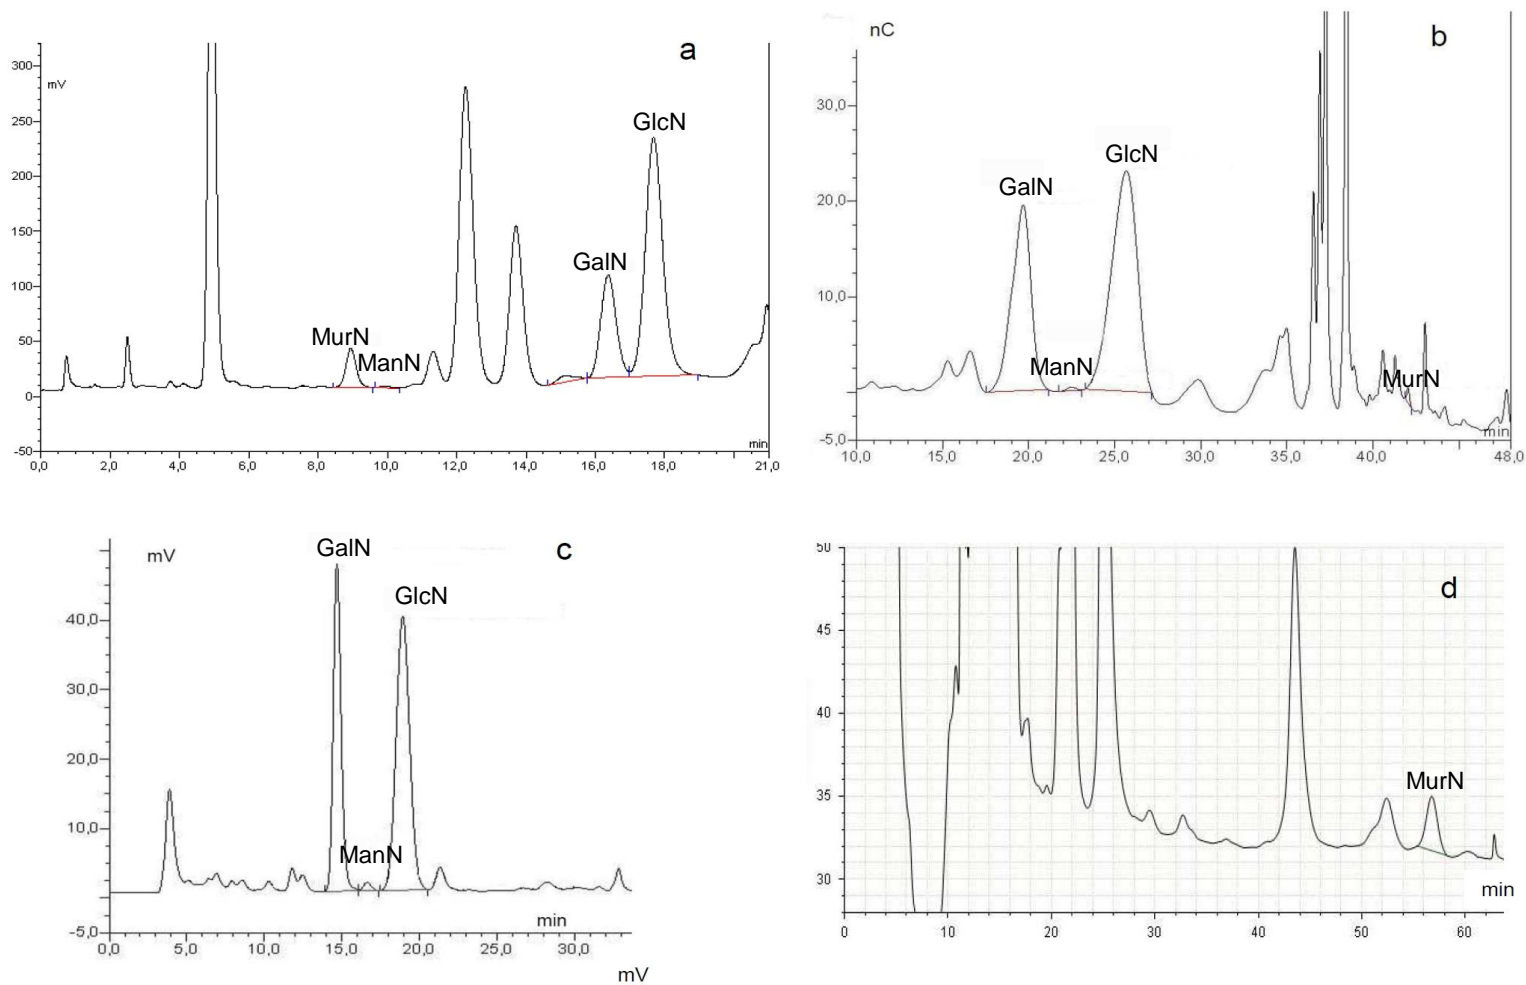 a
300
mV
250
200
150
100
50
0
-50
MurN
ManN
GalN
GlcN
min
0,0 2,0 4,0 6,0 8,0 10,0 12,0 14,0 16,0 18,0 21,0
b
nC
30,0
20,0
10,0
-5,0
GalN
ManN
GlcN
MurN
min
10,0 15,0 20,0 25,0 30,0 35,0 40,0 48,0
c
mV
40,0
30,0
20,0
10,0
-5,0
GalN
ManN
GlcN
min
0,0 5,0 10,0 15,0 20,0 25,0 30,0
mV
d
50
45
40
35
30
MurN
min
0 10 20 30 40 50 60